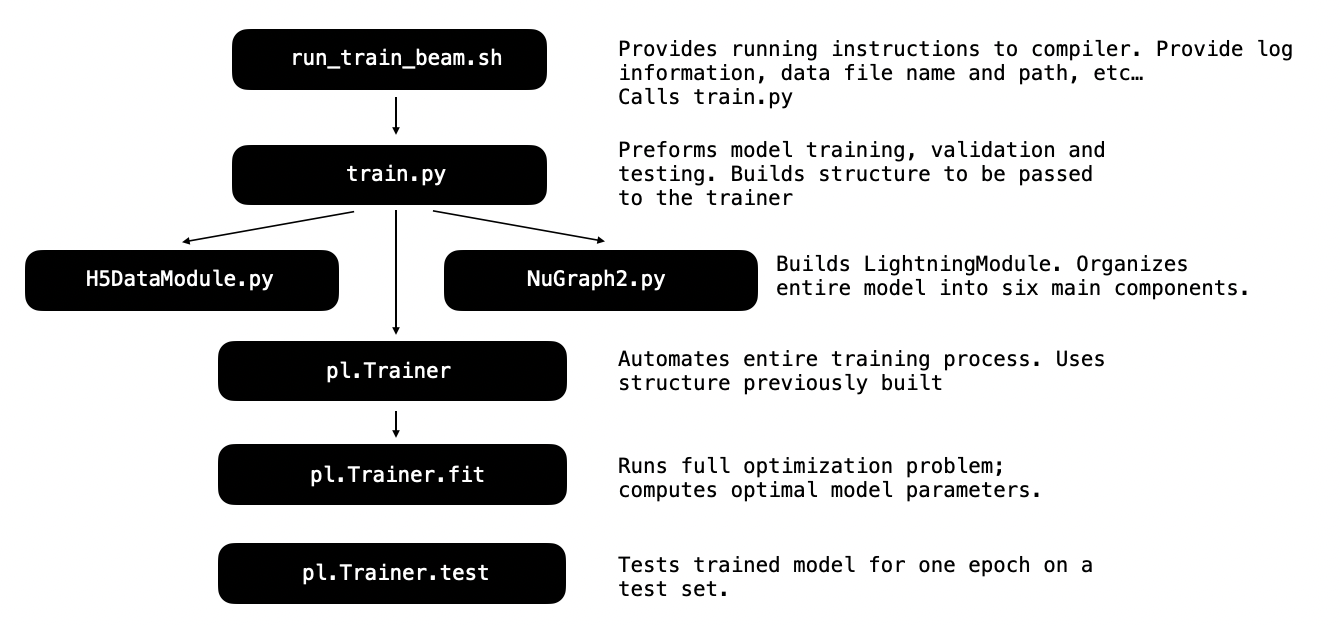 run_train_beam.sh
Provides running instructions to compiler. Provide log
information, data file name and path, etc…
Calls train.py
train.py
Preforms model training, validation and
testing. Builds structure to be passed
to the trainer
H5DataModule.py
NuGraph2.py
Builds LightningModule. Organizes
entire model into six main components.
pl.Trainer
Automates entire training process. Uses
structure previously built
pl.Trainer.fit
Runs full optimization problem;
computes optimal model parameters.
pl.Trainer.test
Tests trained model for one epoch on a
test set.